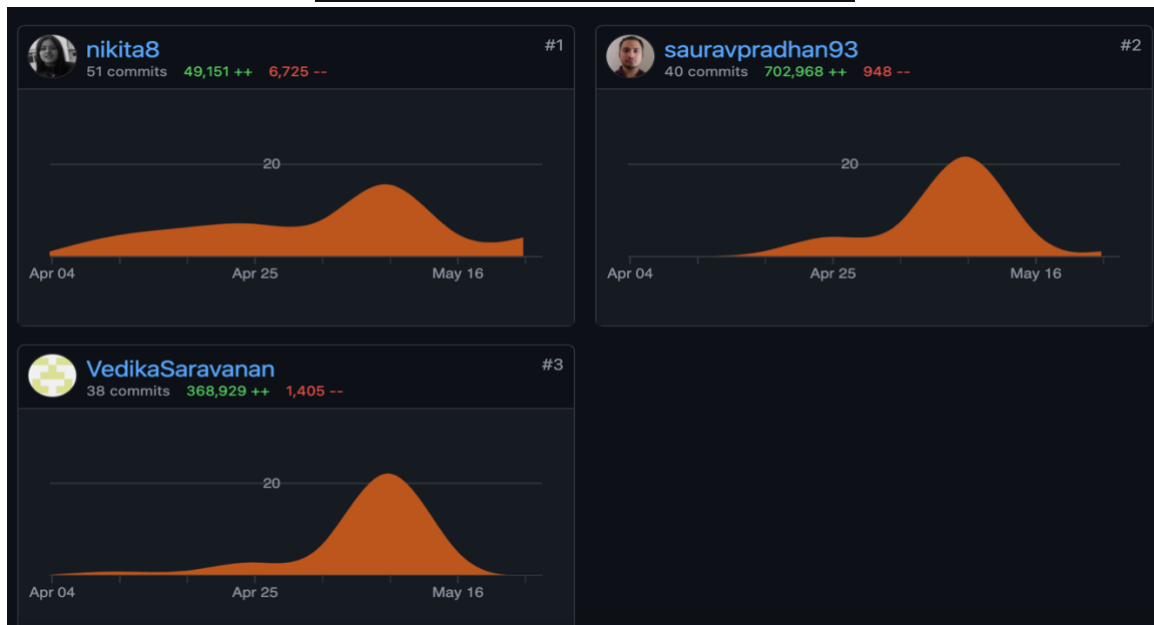 nikita8 #1
51 commits 49,151 ++ 6,725 --
20
Apr 04 Apr 25 May 16
sauravpradhan93 #2
40 commits 702,968 ++ 948 --
20
Apr 04 Apr 25 May 16
VedikaSaravanan #3
38 commits 368,929 ++ 1,405 --
20
Apr 04 Apr 25 May 16